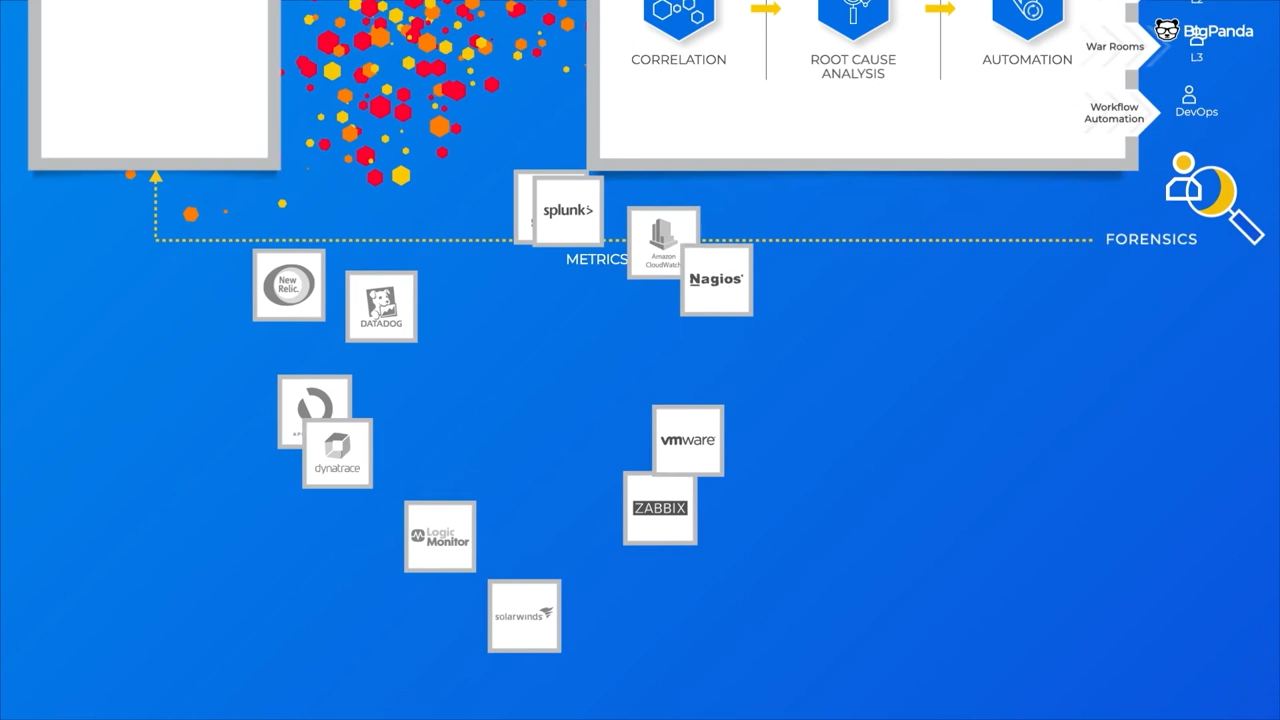 CORRELATION
ROOT CAUSE
ANALYSIS
AUTOMATION
War Rooms
BigPanda
L3
Workflow
Automation
DevOps
FORENSICS
splunk>
METRICS
Amazon
CloudWatch
Nagios®
New
Relic.
DATADOG
dynatrace
vmware®
ZABBIX
Logic
Monitor
solarwinds